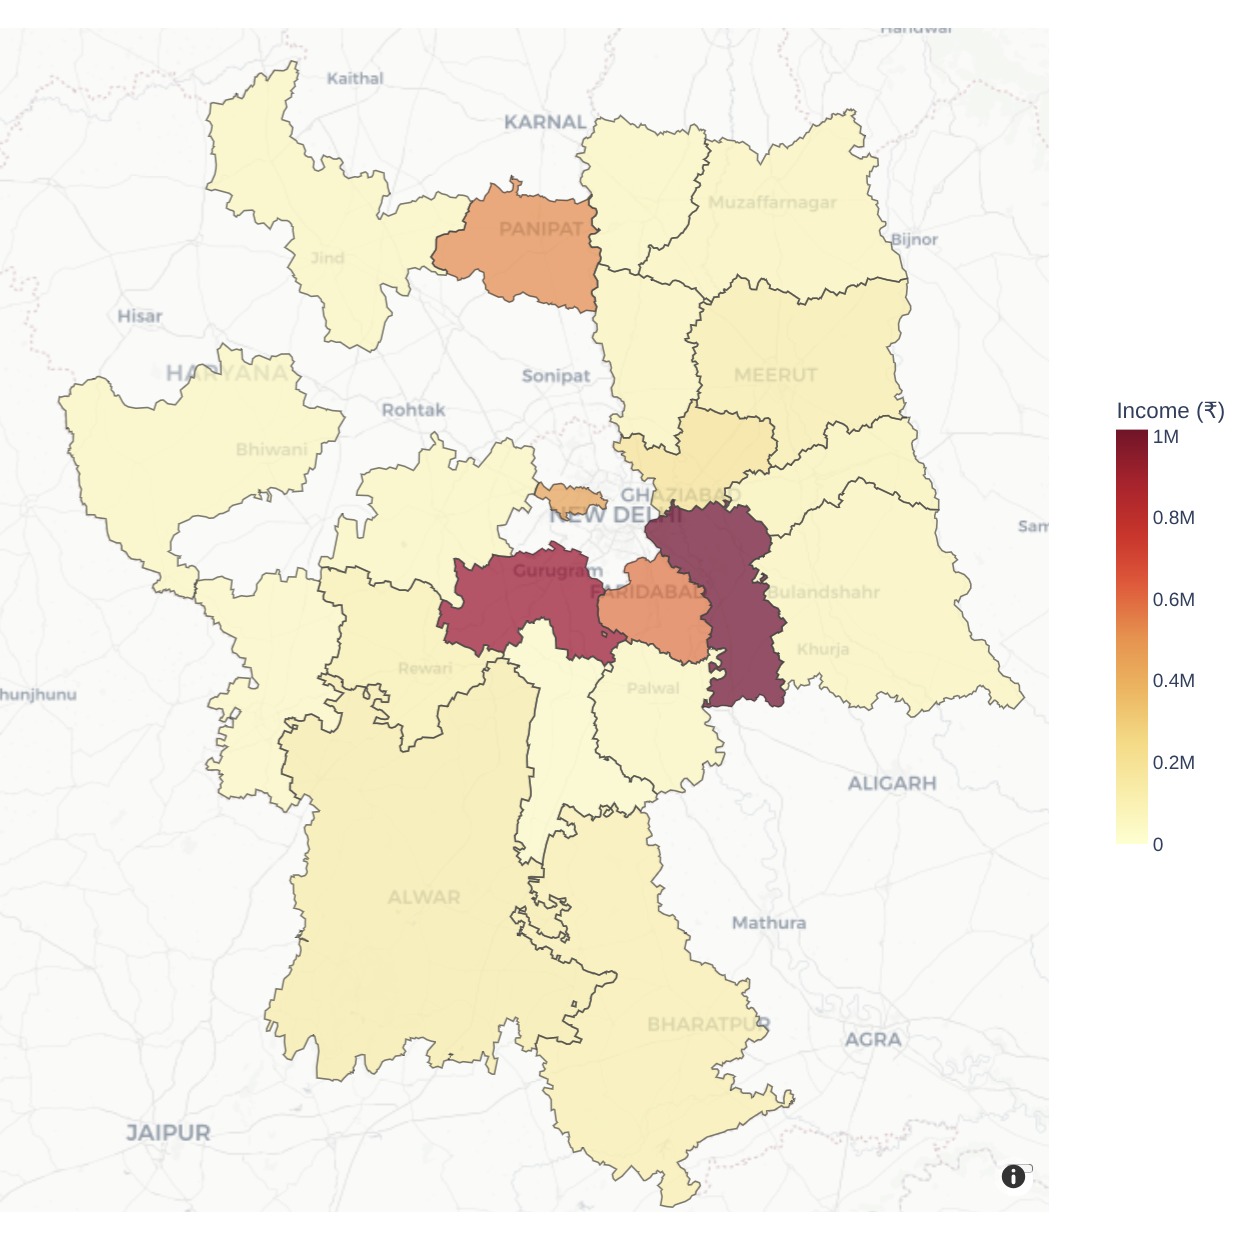 Haridwar
Kaithal
KARNAL
Muzaffarnagar
PANIPAT
Bijnor
Jind
Hisar
HARYANA
Sonipat
MEERUT
Rohtak
Income (₹)
1M
0.8M
0.6M
0.4M
0.2M
0
Bhiwani
GHAZIABAD
NEW DELHI
Sam
Gurugram
FARIDABAD
Bulandshahr
Khurja
Rewari
Palwal
hunjhunu
ALIGARH
ALWAR
Mathura
BHARATPUR
AGRA
JAIPUR
i